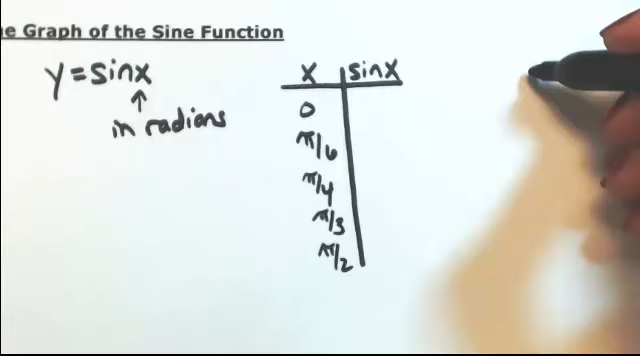 e Graph of the Sine Function
y = sinx
in radians
x sinx
0
π/6
π/4
π/3
π/2